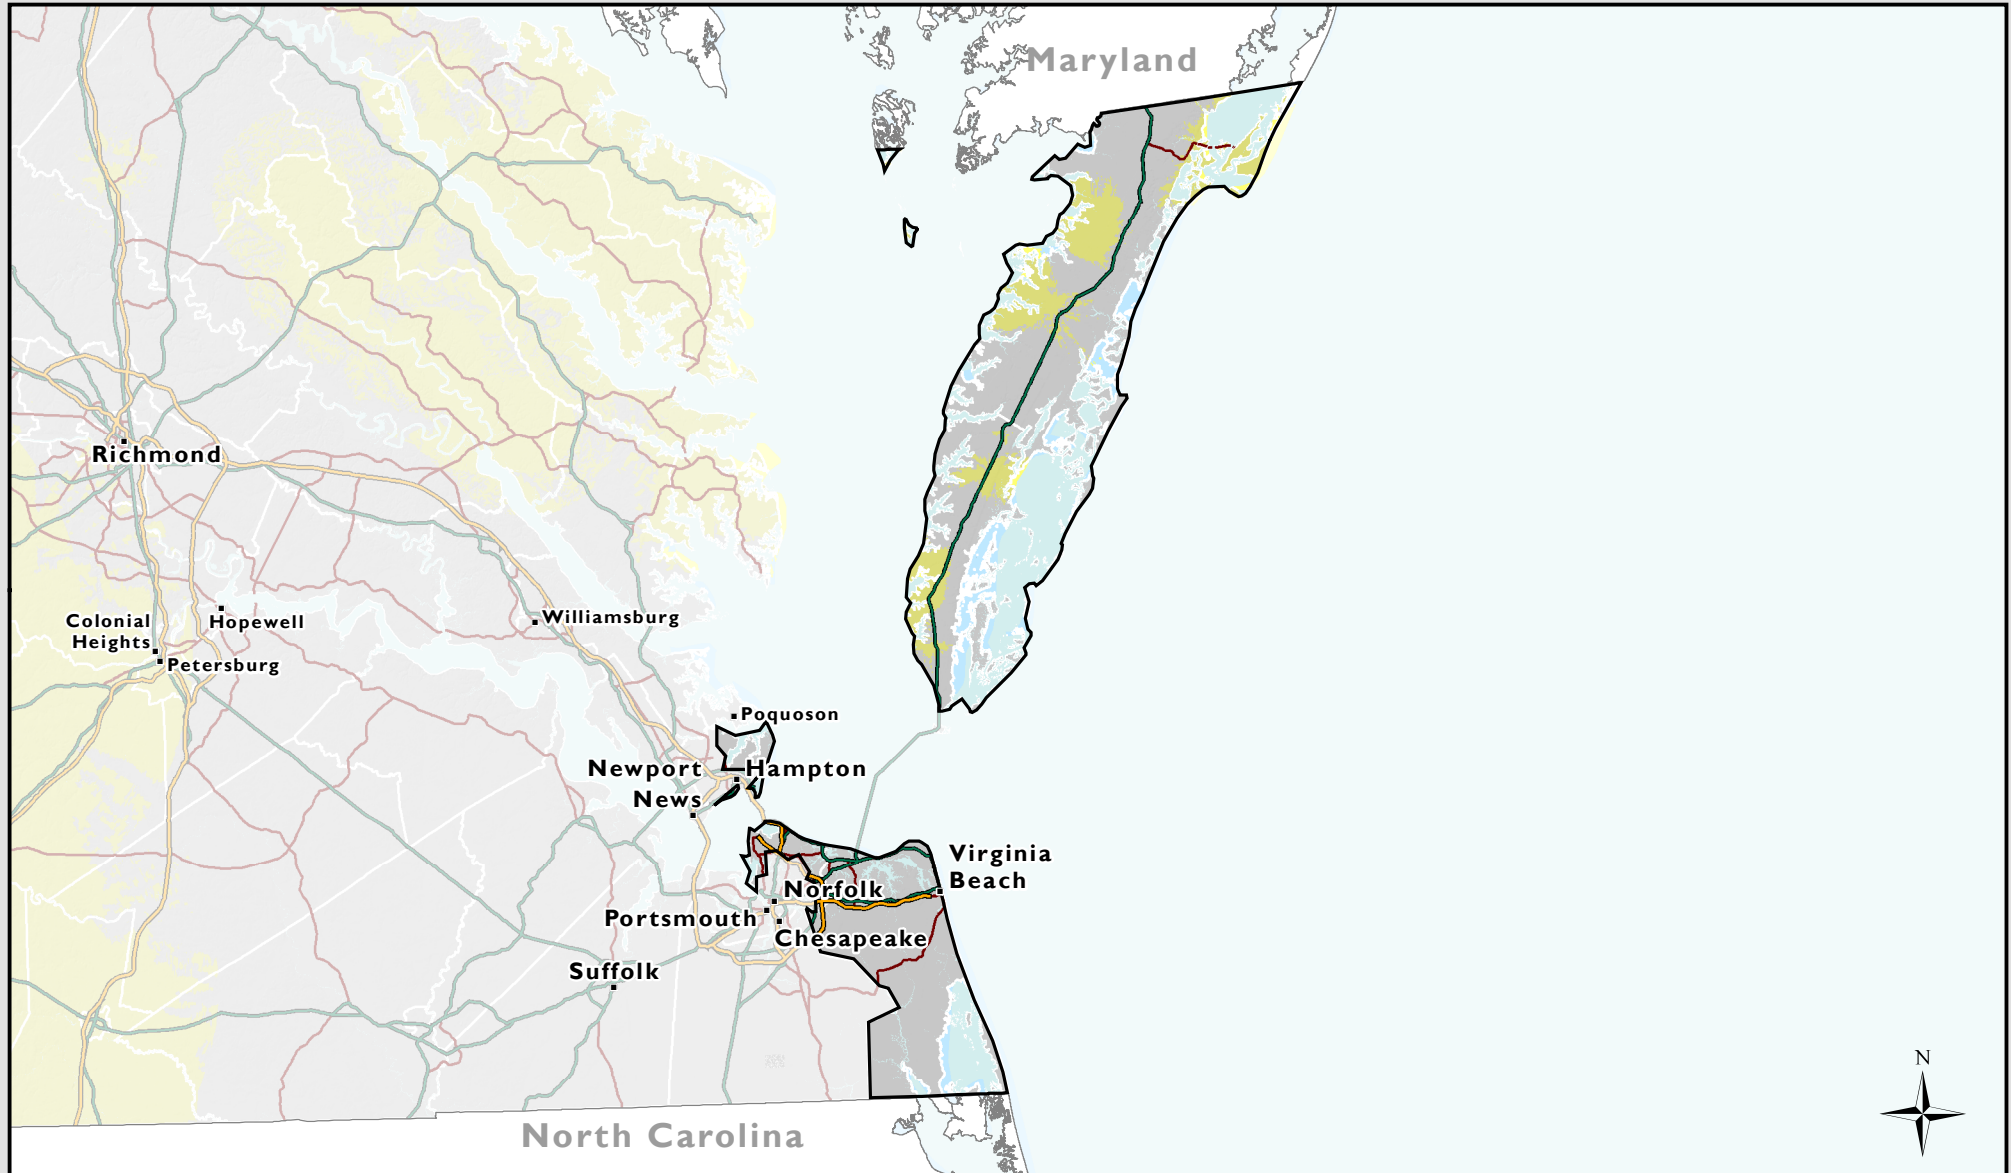 Maryland
Richmond
Colonial
Heights
Hopewell
Petersburg
Williamsburg
Poquoson
Newport
News
Hampton
Virginia
Beach
Norfolk
Portsmouth
Chesapeake
Suffolk
North Carolina
N